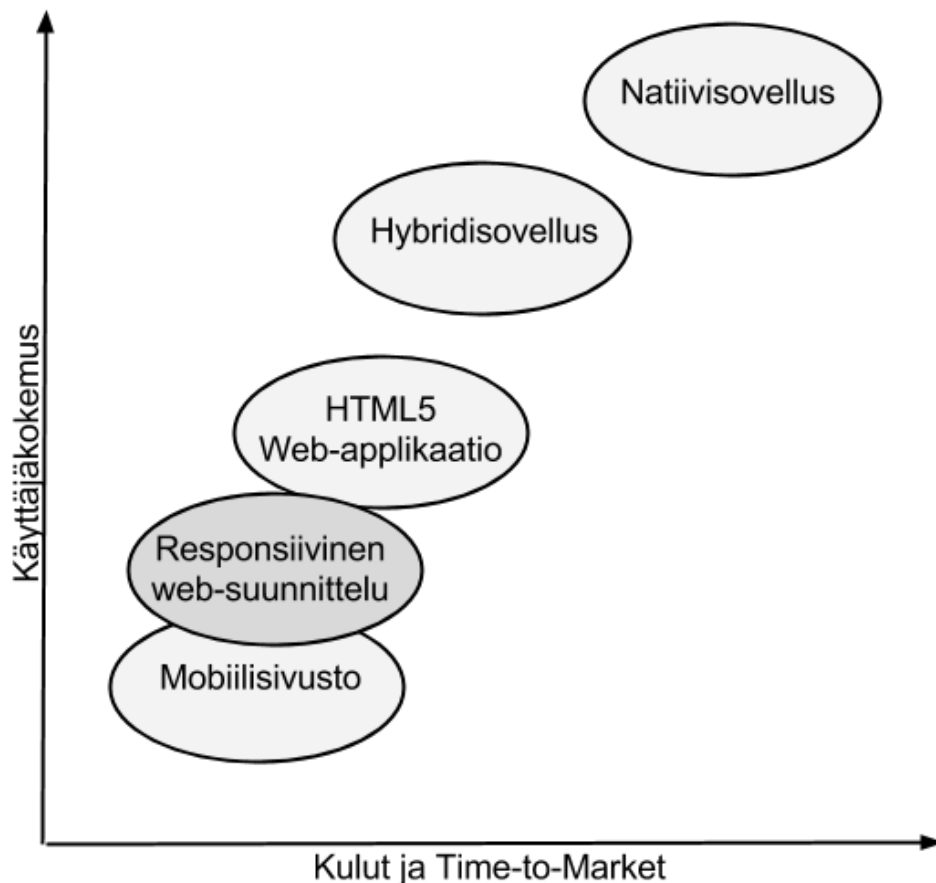 Natiivisovellus
Hybridisovellus
HTML5
Web-applikaatio
Responsiivinen
web-suunnittelu
Mobiilisivusto
Käyttäjäkokemus
Kulut ja Time-to-Market